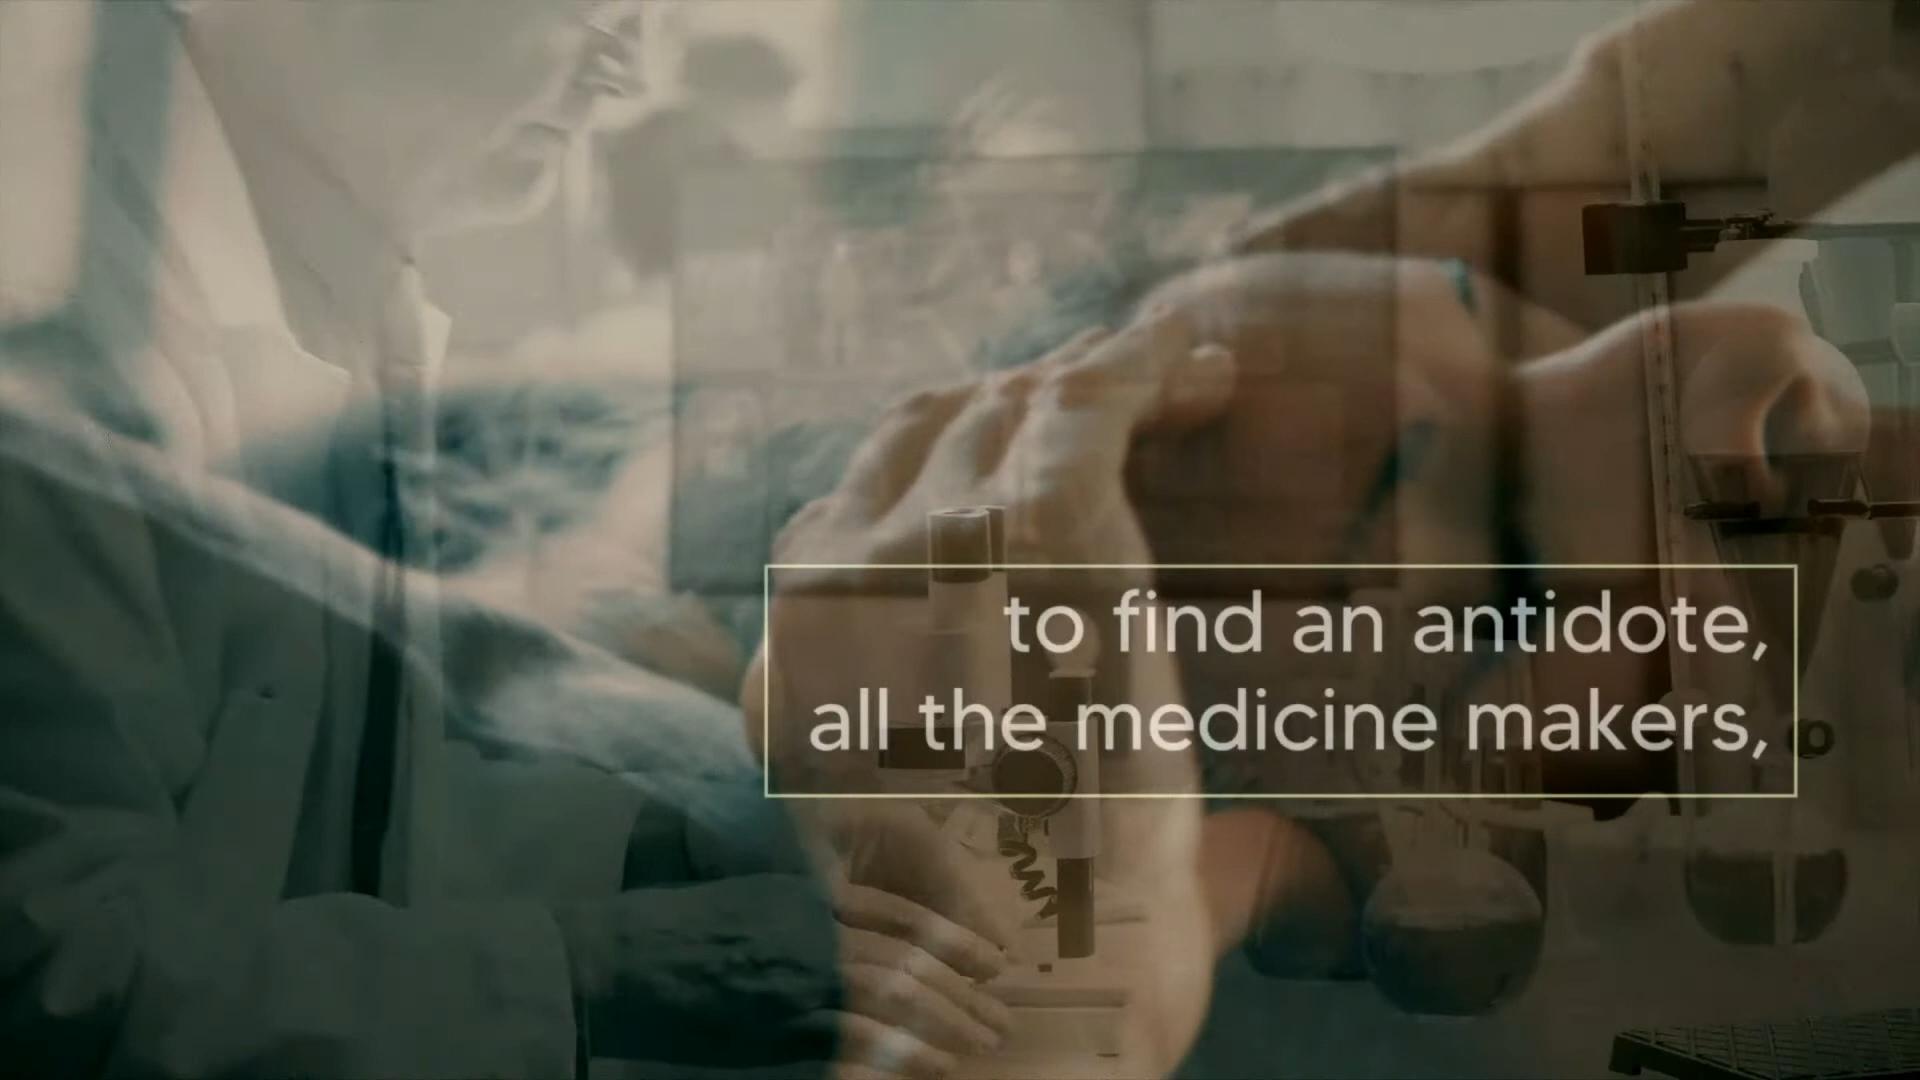 to find an antidote,
all the medicine makers,